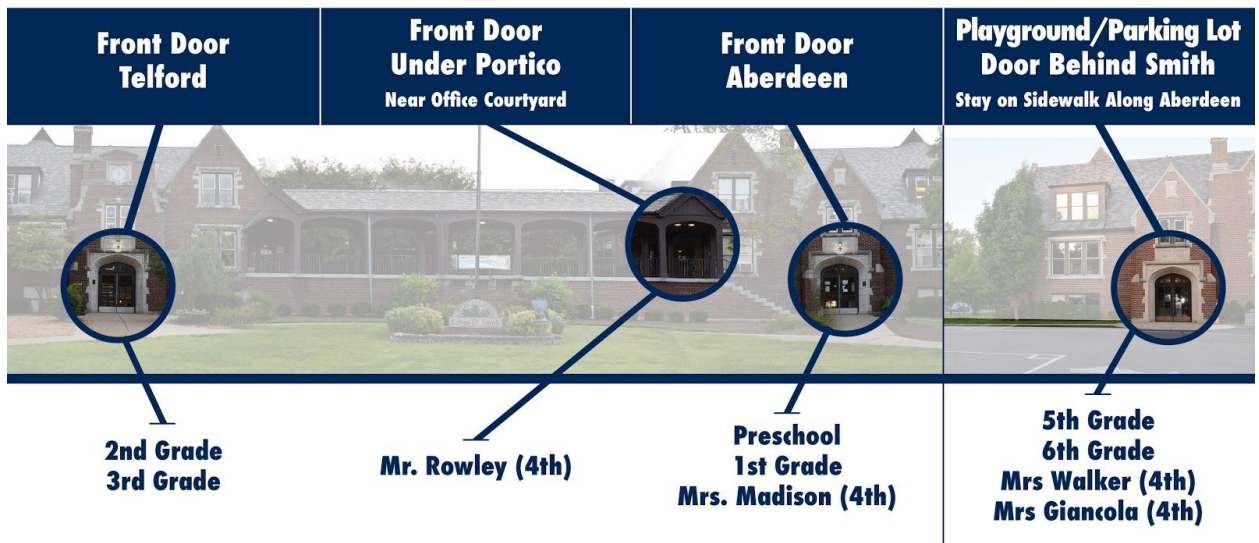 Front Door
Telford
Front Door
Under Portico
Near Office Courtyard
Front Door
Aberdeen
Playground/Parking Lot
Door Behind Smith
Stay on Sidewalk Along Aberdeen
2nd Grade
3rd Grade
Mr. Rowley (4th)
Preschool
1st Grade
Mrs. Madison (4th)
5th Grade
6th Grade
Mrs Walker (4th)
Mrs Giancola (4th)